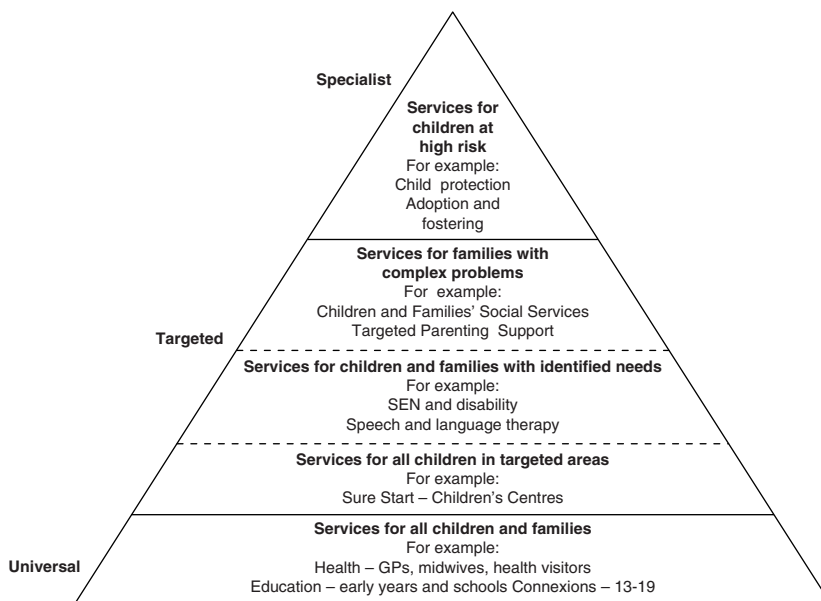 Specialist
Services for
children at
high risk
For example:
Child protection
Adoption and
fostering
Services for families with
complex problems
For example:
Children and Families' Social Services
Targeted Parenting Support
Targeted
Services for children and families with identified needs
For example:
SEN and disability
Speech and language therapy
Services for all children in targeted areas
For example:
Sure Start – Children's Centres
Services for all children and families
For example:
Universal
Health – GPs, midwives, health visitors
Education – early years and schools Connexions – 13-19